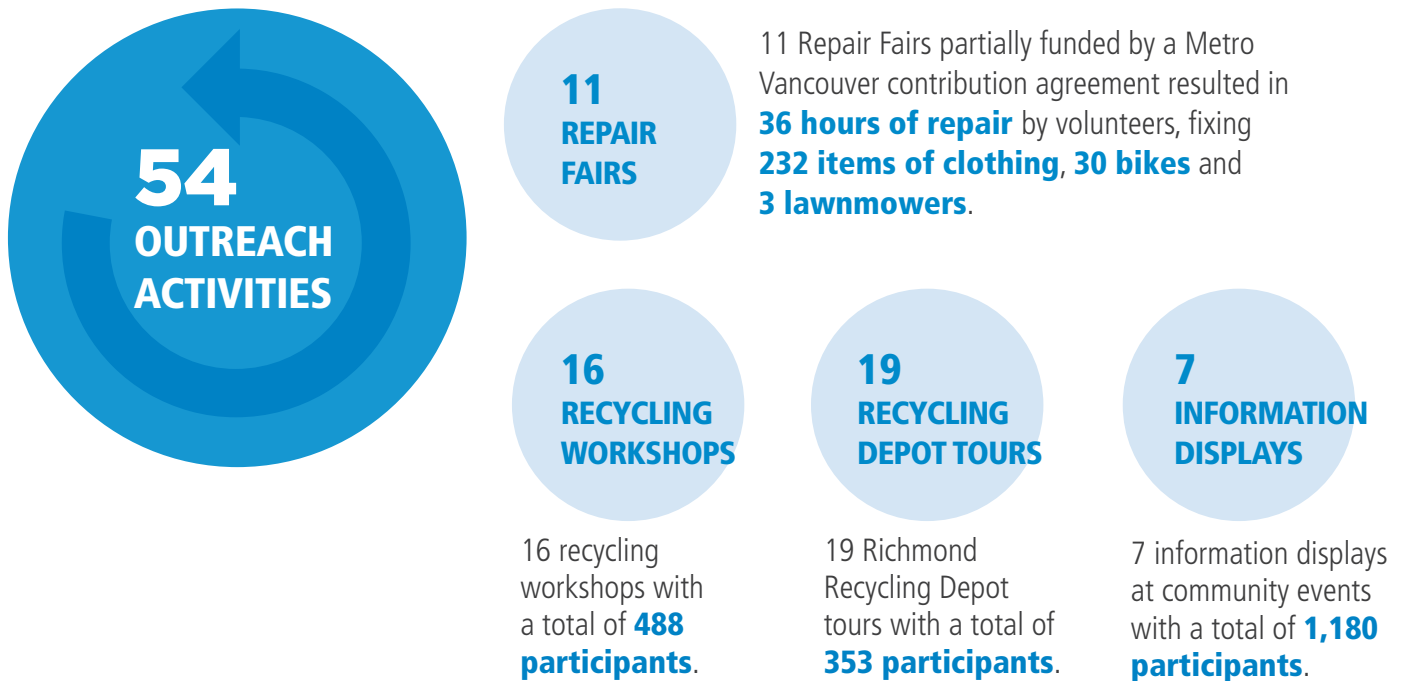 54
OUTREACH
ACTIVITIES
11
REPAIR
FAIRS
11 Repair Fairs partially funded by a Metro
Vancouver contribution agreement resulted in
36 hours of repair by volunteers, fixing
232 items of clothing, 30 bikes and
3 lawnmowers.
16
RECYCLING
WORKSHOPS
16 recycling
workshops with
a total of 488
participants.
19
RECYCLING
DEPOT TOURS
19 Richmond
Recycling Depot
tours with a total of
353 participants.
7
INFORMATION
DISPLAYS
7 information displays
at community events
with a total of 1,180
participants.